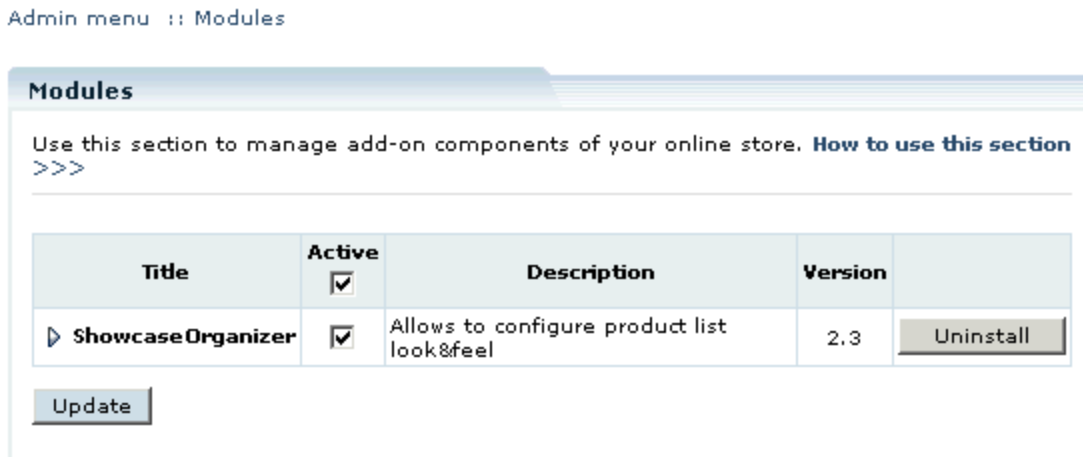 Admin menu :: Modules
Modules
Use this section to manage add-on components of your online store. How to use this section
>>>
Title Active Description Version
ShowcaseOrganizer Allows to configure product list
look&feel 2.3 Uninstall
Update